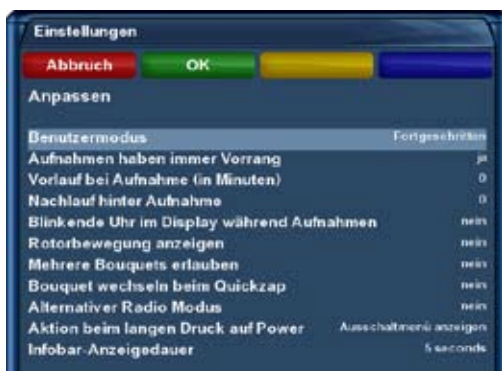 Einstellungen
Abbruch OK
Anpassen
Benutzermodus Fortgeschritten
Aufnahmen haben immer Vorrang ja
Vorlauf bei Aufnahme (in Minuten) 0
Nachlauf hinter Aufnahme 0
Blinkende Uhr im Display während Aufnahmen nein
Rotorbewegung anzeigen nein
Mehrere Bouquets erlauben nein
Bouquet wechseln beim Quickzap nein
Alternativer Radio Modus nein
Aktion beim langen Druck auf Power Ausschaltmenü anzeigen
Infobar-Anzeigedauer 5 seconds